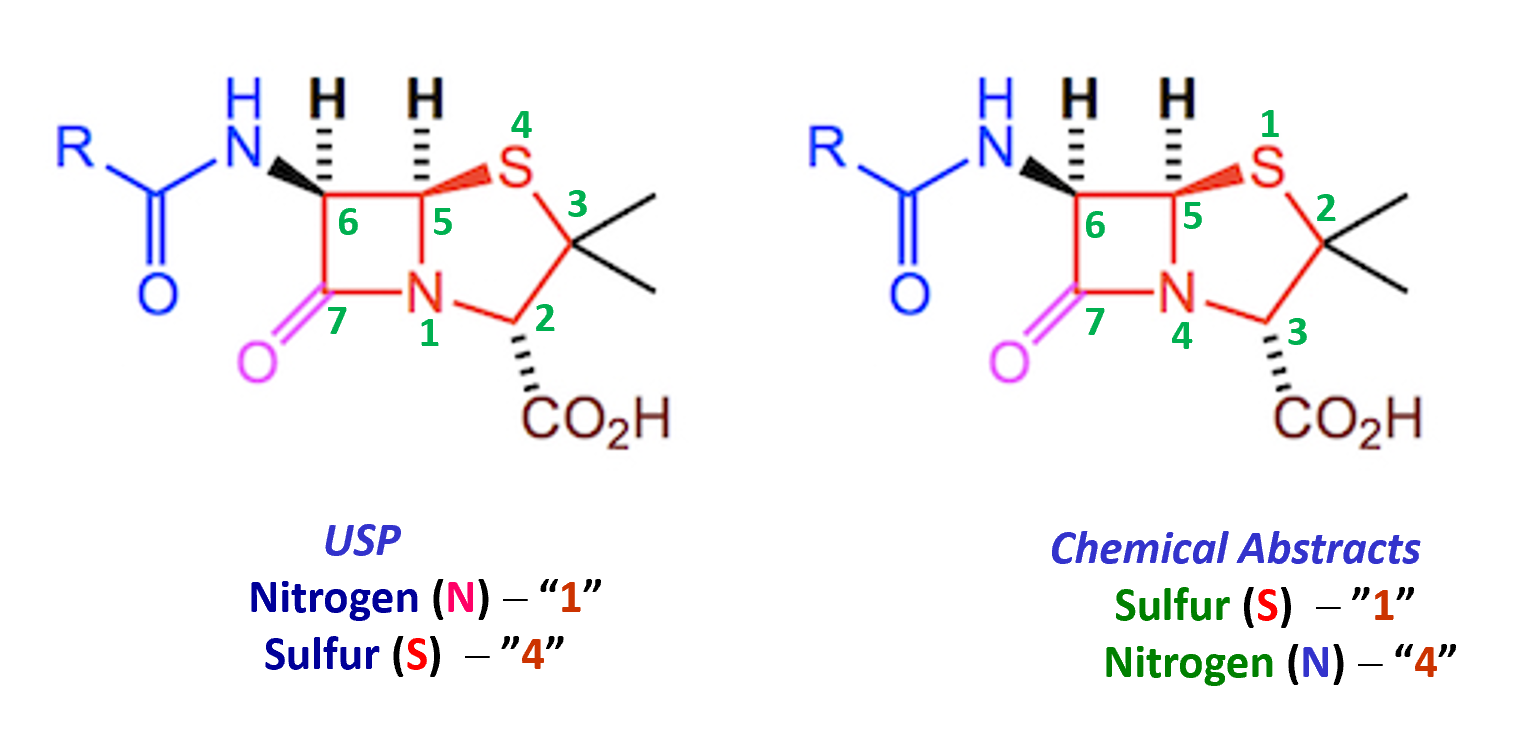 H H H H H H
R N 4 S R N 1 S
3 2
6 5 6 5
O N 2 O N 3
7 1 7 4
O O
CO₂H CO₂H
USP Chemical Abstracts
Nitrogen (N) – “1” Sulfur (S) – ”1”
Sulfur (S) – ”4” Nitrogen (N) – “4”